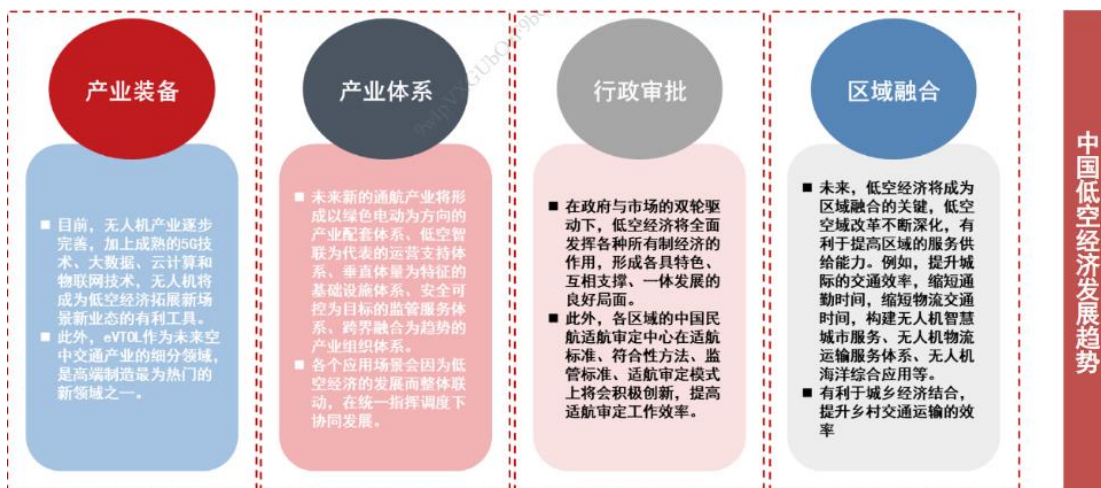 产业装备
■ 目前，无人机产业逐步
完善，加上成熟的5G技
术、大数据、云计算和
物联网技术，无人机将
成为低空经济拓展新场
景新业态的有利工具。
■ 此外，eVTOL作为未来空
中交通产业的细分领域，
是高端制造最为热门的
新领域之一。
产业体系
■ 未来新的通航产业将形
成以绿色电动为方向的
产业配套体系、低空智
联为代表的运营支持体
系、垂直体量为特征的
基础设施体系、安全可
控为目标的监管服务体
系、跨界融合为趋势的
产业组织体系。
■ 各个应用场景会因为低
空经济的发展而整体联
动，在统一指挥调度下
协同发展。
行政审批
■ 在政府与市场的双轮驱
动下，低空经济将全面
发挥各种所有制经济的
作用，形成各具特色、
互相支撑、一体发展的
良好局面。
■ 此外，各区域的中国民
航适航审定中心在适航
标准、符合性方法、监
管标准、适航审定模式
上将会积极创新，提高
适航审定工作效率。
区域融合
■ 未来，低空经济将成为
区域融合的关键，低空
空域改革不断深化，有
利于提高区域的服务供
给能力。例如，提升城
际的交通效率，缩短通
勤时间，缩短物流交通
时间，构建无人机智慧
城市服务、无人机物流
运输服务体系、无人机
海洋综合应用等。
■ 有利于城乡经济结合，
提升乡村交通运输的效
率
中国低空经济发展趋势